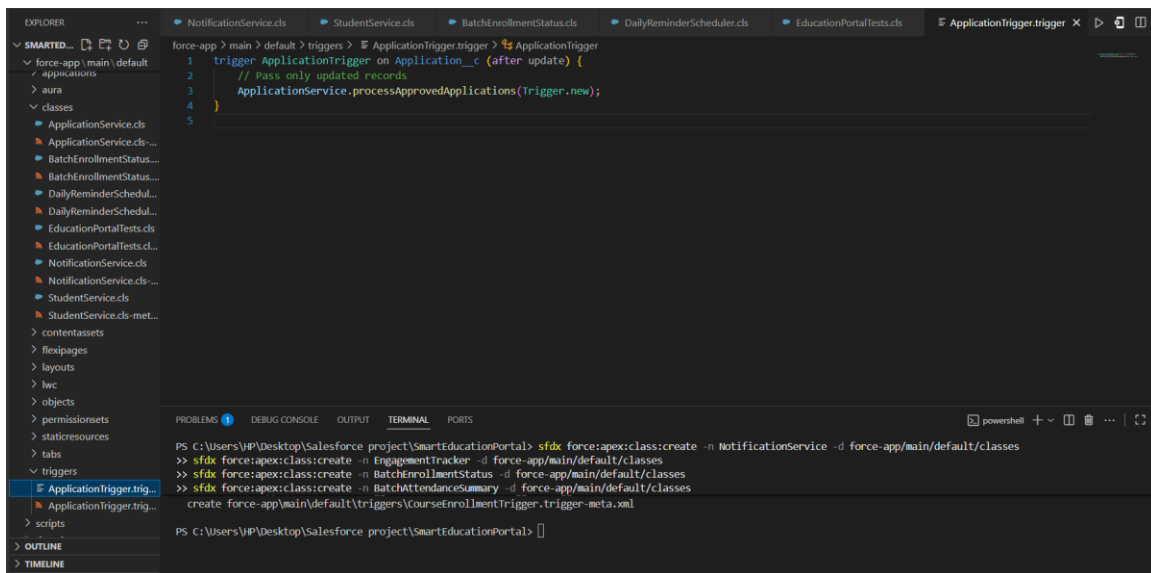 EXPLORER ...
SMARTED...
force-app \ main \ default
applications
aura
classes
ApplicationService.cls
ApplicationService.cls-...
BatchEnrollmentStatus....
BatchEnrollmentStatus....
DailyReminderSchedul...
DailyReminderSchedul...
EducationPortalTests.cls
EducationPortalTests.cl...
NotificationService.cls
NotificationService.cls-...
StudentService.cls
StudentService.cls-met...
contentassets
flexipages
layouts
lwc
objects
permissionsets
staticresources
tabs
triggers
ApplicationTrigger.trig...
ApplicationTrigger.trig...
scripts
OUTLINE
TIMELINE
NotificationService.cls StudentService.cls BatchEnrollmentStatus.cls DailyReminderScheduler.cls EducationPortalTests.cls ApplicationTrigger.trigger
force-app > main > default > triggers > ApplicationTrigger.trigger > ApplicationTrigger
1 trigger ApplicationTrigger on Application__c (after update) {
2 // Pass only updated records
3 ApplicationService.processApprovedApplications(Trigger.new);
4 }
5
PROBLEMS 1 DEBUG CONSOLE OUTPUT TERMINAL PORTS powershell
PS C:\Users\HP\Desktop\Salesforce project\SmartEducationPortal> sfdx force:apex:class:create -n NotificationService -d force-app/main/default/classes
>> sfdx force:apex:class:create -n EngagementTracker -d force-app/main/default/classes
>> sfdx force:apex:class:create -n BatchEnrollmentStatus -d force-app/main/default/classes
>> sfdx force:apex:class:create -n BatchAttendanceSummary -d force-app/main/default/classes
create force-app\main\default\triggers\CourseEnrollmentTrigger.trigger-meta.xml
PS C:\Users\HP\Desktop\Salesforce project\SmartEducationPortal>